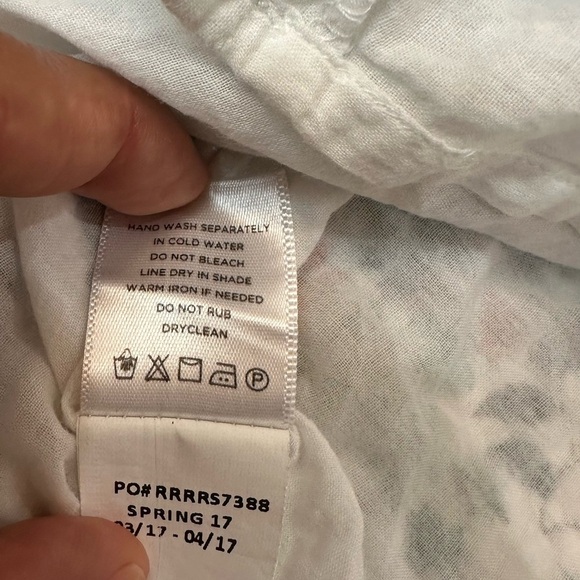 HAND WASH SEPARATELY
IN COLD WATER
DO NOT BLEACH
LINE DRY IN SHADE
WARM IRON IF NEEDED
DO NOT RUB
DRYCLEAN
P
PO# RRRRS7388
SPRING 17
03/17 - 04/17